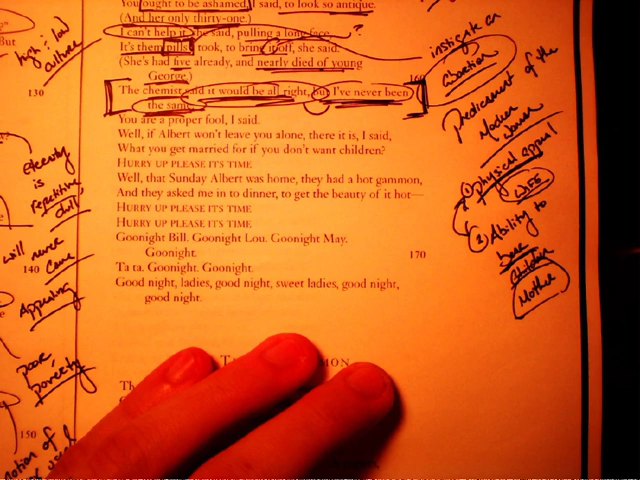 You ought to be ashamed, I said, to look so antique.
(And her only thirty-one.)
I can't help it, she said, pulling a long face,
It's them pills I took, to bring it off, she said.
(She's had five already, and nearly died of young
George.)
160
The chemist said it would be all right, but I've never been
the same.
You are a proper fool, I said.
Well, if Albert won't leave you alone, there it is, I said,
What you get married for if you don't want children?
HURRY UP PLEASE ITS TIME
Well, that Sunday Albert was home, they had a hot gammon,
And they asked me in to dinner, to get the beauty of it hot—
HURRY UP PLEASE ITS TIME
HURRY UP PLEASE ITS TIME
Goonight Bill. Goonight Lou. Goonight May.
Goonight.
170
Ta ta. Goonight. Goonight.
Good night, ladies, good night, sweet ladies, good night,
good night.
But
high = low
culture
130
is
repetitive,
dull
will never
come
140
Appearing
poor,
poverty
150
instigate an
abortion
Predicament of the
Modern
Woman
① physical appeal
WIFE
② Ability to
bear
children
Mother